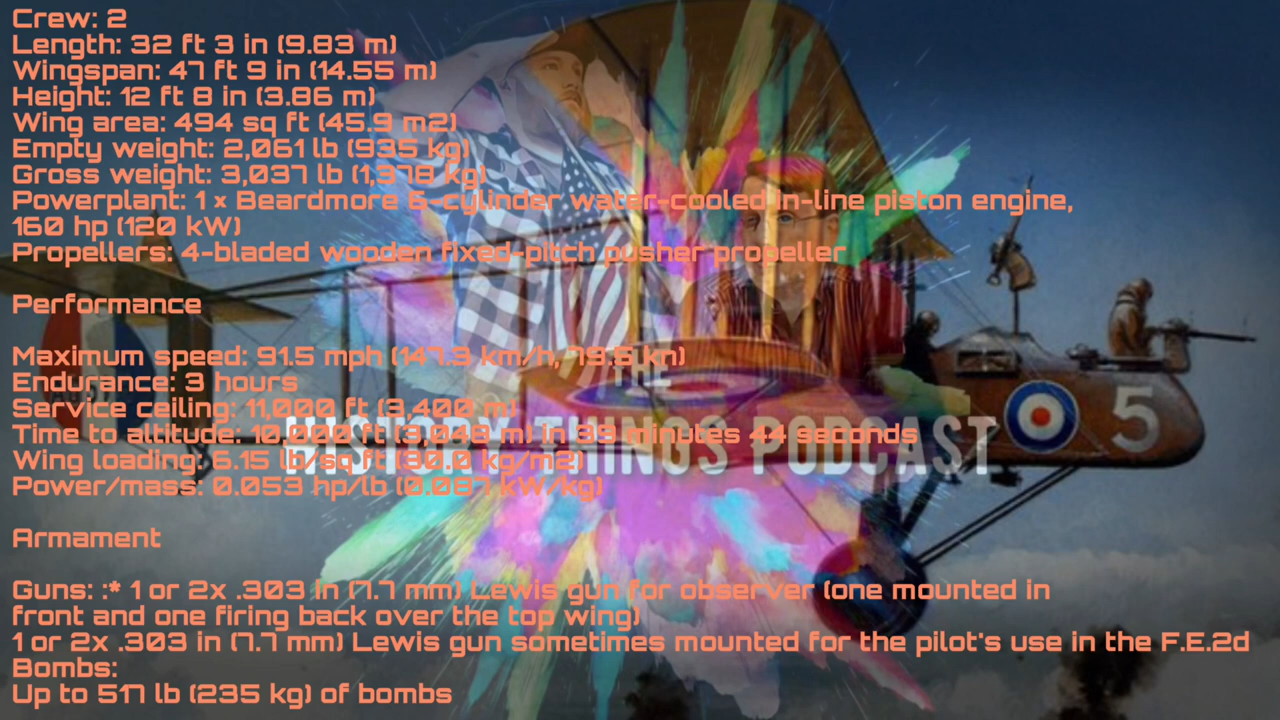 Crew: 2
Length: 32 ft 3 in (9.83 m)
Wingspan: 47 ft 9 in (14.55 m)
Height: 12 ft 8 in (3.86 m)
Wing area: 494 sq ft (45.9 m2)
Empty weight: 2,061 lb (935 kg)
Gross weight: 3,037 lb (1,378 kg)
Powerplant: 1 × Beardmore 6-cylinder water-cooled in-line piston engine,
160 hp (120 kW)
Propellers: 4-bladed wooden fixed-pitch pusher propeller
Performance
Maximum speed: 91.5 mph (147.3 km/h, 79.5 kn)
Endurance: 3 hours
THE
Service ceiling: 11,000 ft (3,400 m)
HISTORY THINGS PODCAST
Time to altitude: 10,000 ft (3,048 m) in 39 minutes 44 seconds
Wing loading: 6.15 lb/sq ft (30.0 kg/m2)
Power/mass: 0.053 hp/lb (0.087 kW/kg)
5
Armament
Guns: :* 1 or 2x .303 in (7.7 mm) Lewis gun for observer (one mounted in
front and one firing back over the top wing)
1 or 2x .303 in (7.7 mm) Lewis gun sometimes mounted for the pilot's use in the F.E.2d
Bombs:
Up to 517 lb (235 kg) of bombs